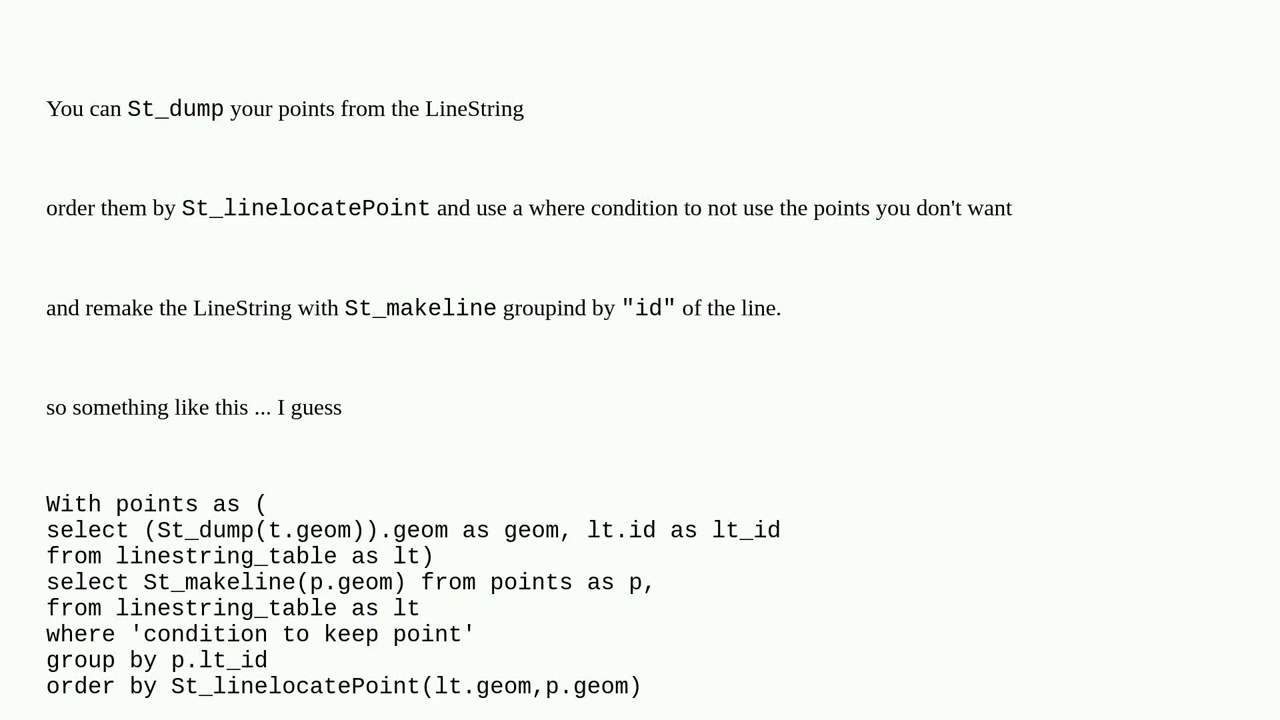 You can St_dump your points from the LineString
order them by St_linelocatePoint and use a where condition to not use the points you don't want
and remake the LineString with St_makeline groupind by "id" of the line.
so something like this ... I guess
With points as (
select (St_dump(t.geom)).geom as geom, lt.id as lt_id
from linestring_table as lt)
select St_makeline(p.geom) from points as p,
from linestring_table as lt
where 'condition to keep point'
group by p.lt_id
order by St_linelocatePoint(lt.geom,p.geom)